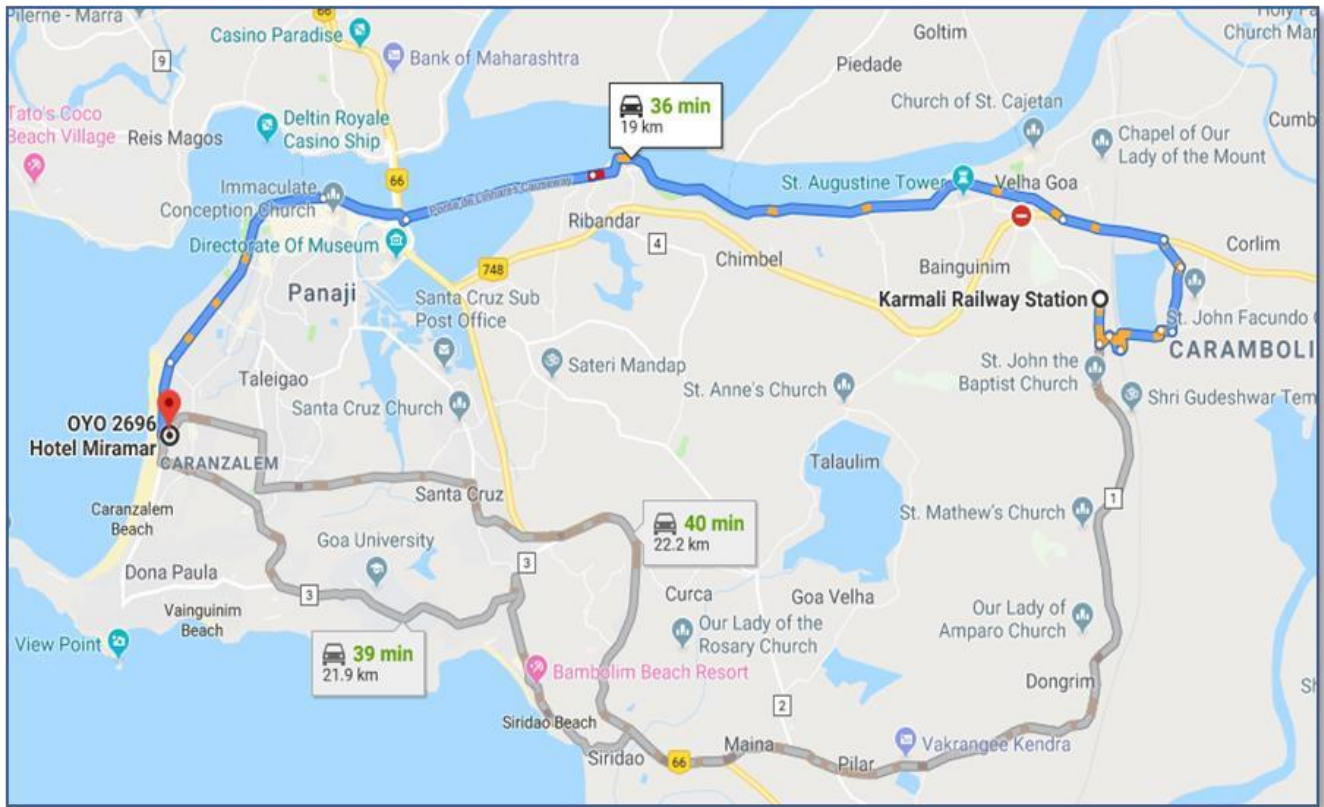 Pilerne - Marra
66
Casino Paradise
Bank of Maharashtra
Goltim
Church Mar
Piedade
9
36 min
19 km
Church of St. Cajetan
Tato's Coco
Beach Village
Reis Magos
Deltin Royale
Casino Ship
Cumb
Chapel of Our
Lady of the Mount
66
Immaculate
Conception Church
Ponte de Linhares Causeway
St. Augustine Tower
Velha Goa
Ribandar
Directorate Of Museum
4
Chimbel
Corlim
748
Bainguinim
Panaji
Santa Cruz Sub
Post Office
Karmali Railway Station
St. John Facundo
CARAMBOLI
Sateri Mandap
St. John the
Baptist Church
Taleigao
St. Anne's Church
Shri Gudeshwar Tem
Santa Cruz Church
OYO 2696
Hotel Miramar
CARANZALEM
Talaulim
Santa Cruz
1
Caranzalem
Beach
40 min
22.2 km
St. Mathew's Church
Goa University
3
Dona Paula
3
Curca
Goa Velha
Vainguinim
Beach
Our Lady of
Amparo Church
Our Lady of the
Rosary Church
View Point
39 min
21.9 km
Bambolim Beach Resort
Dongrim
2
Siridao Beach
Siridao
66
Maina
Pilar
Vakrangee Kendra